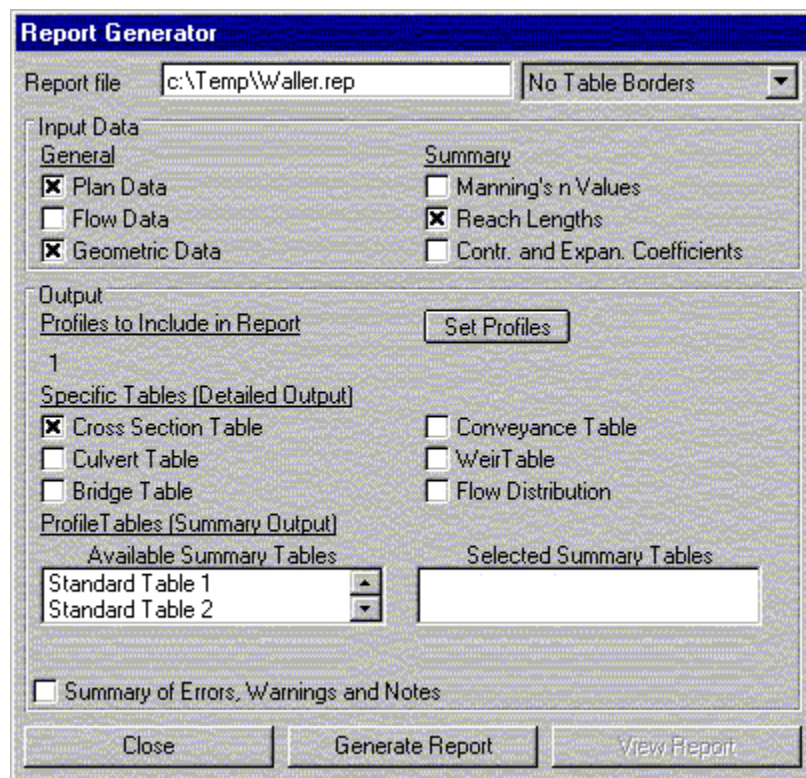 Report Generator
Report file c:\Temp\Waller.rep No Table Borders
Input Data
General Summary
Plan Data Manning's n Values
Flow Data Reach Lengths
Geometric Data Contr. and Expan. Coefficients
Output
Profiles to Include in Report Set Profiles
1
Specific Tables (Detailed Output)
Cross Section Table Conveyance Table
Culvert Table WeirTable
Bridge Table Flow Distribution
ProfileTables (Summary Output)
Available Summary Tables Selected Summary Tables
Standard Table 1
Standard Table 2
Summary of Errors, Warnings and Notes
Close Generate Report View Report